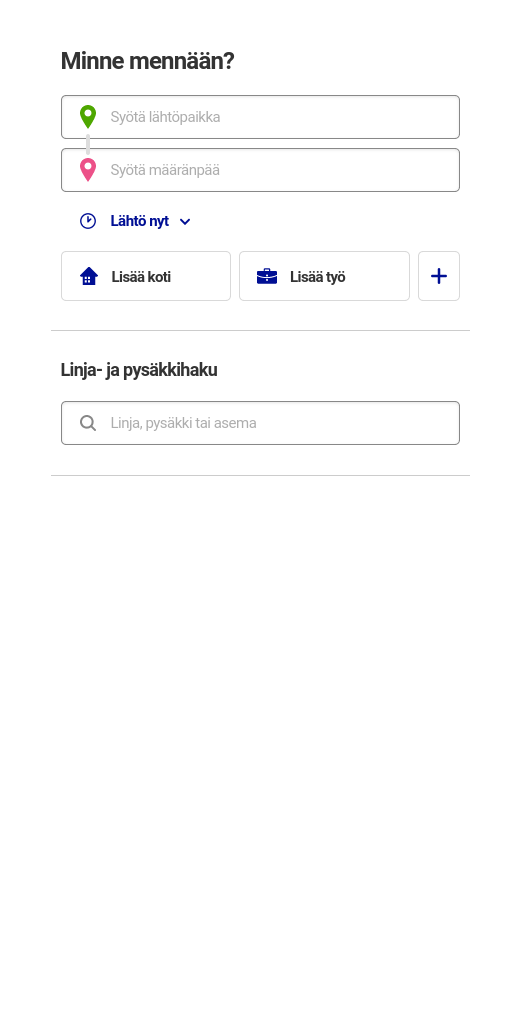 Minne mennään?
Syötä lähtöpaikka
Syötä määränpää
Lähtö nyt
Lisää koti
Lisää työ
Linja- ja pysäkkihaku
Linja, pysäkki tai asema